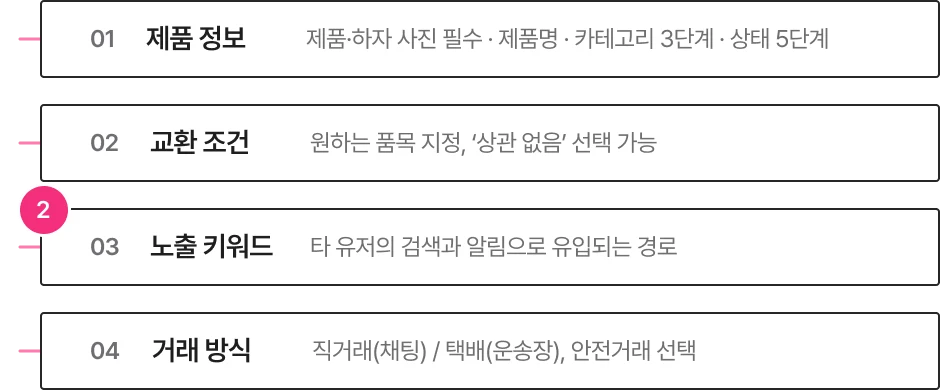 01 제품 정보 제품·하자 사진 필수 · 제품명 · 카테고리 3단계 · 상태 5단계
02 교환 조건 원하는 품목 지정, ‘상관 없음’ 선택 가능
2
03 노출 키워드 타 유저의 검색과 알림으로 유입되는 경로
04 거래 방식 직거래(채팅) / 택배(운송장), 안전거래 선택